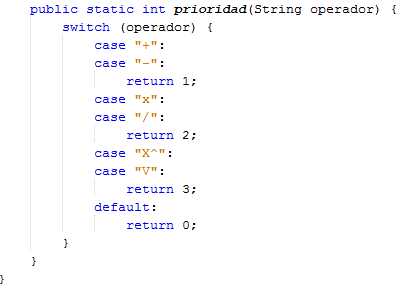 public static int prioridad(String operador) {
switch (operador) {
case "+":
case "-":
return 1;
case "x":
case "/":
return 2;
case "X^":
case "V":
return 3;
default:
return 0;
}
}
}